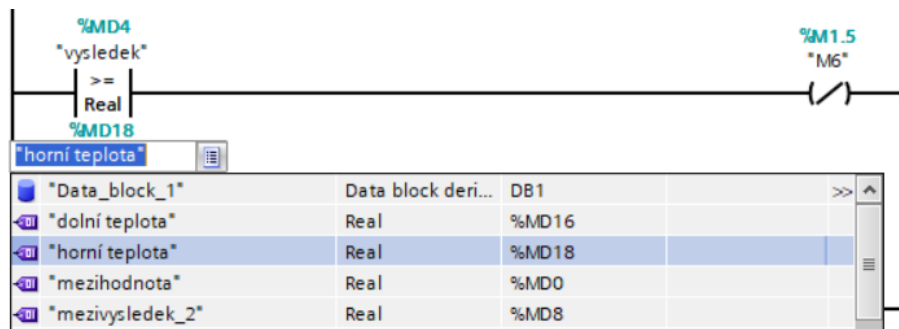 %MD4
"vysledek"
>=
Real
%MD18
%M1.5
"M6"
"horní teplota"
"Data_block_1" Data block deri... DB1 >>
"dolní teplota" Real %MD16
"horní teplota" Real %MD18
"mezihodnota" Real %MD0
"mezivysledek_2" Real %MD8